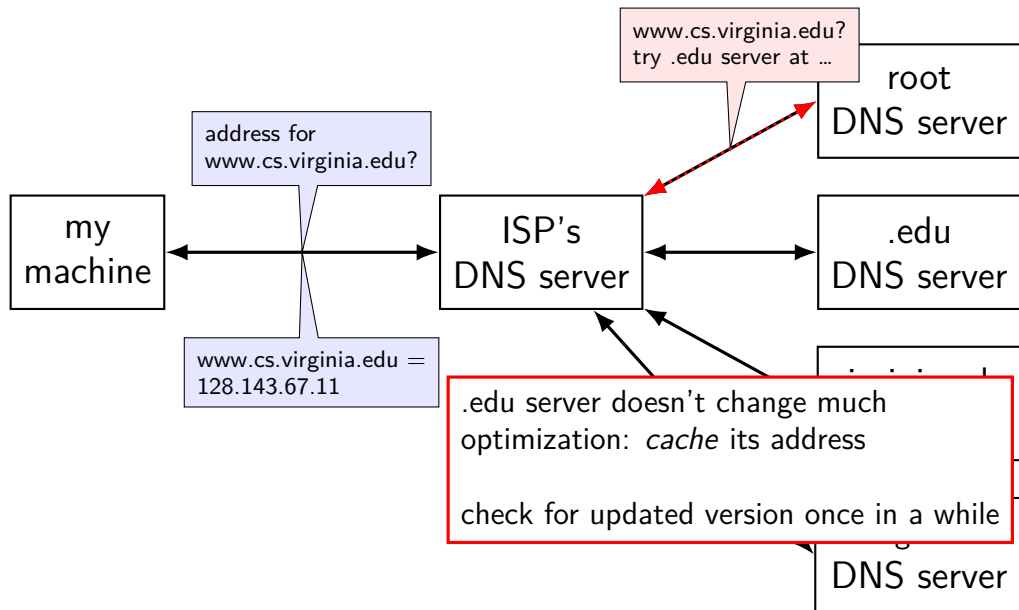 www.cs.virginia.edu?
try .edu server at …
root
DNS server
address for
www.cs.virginia.edu?
my
machine
ISP's
DNS server
.edu
DNS server
www.cs.virginia.edu =
128.143.67.11
.edu server doesn't change much
optimization: cache its address
check for updated version once in a while
DNS server